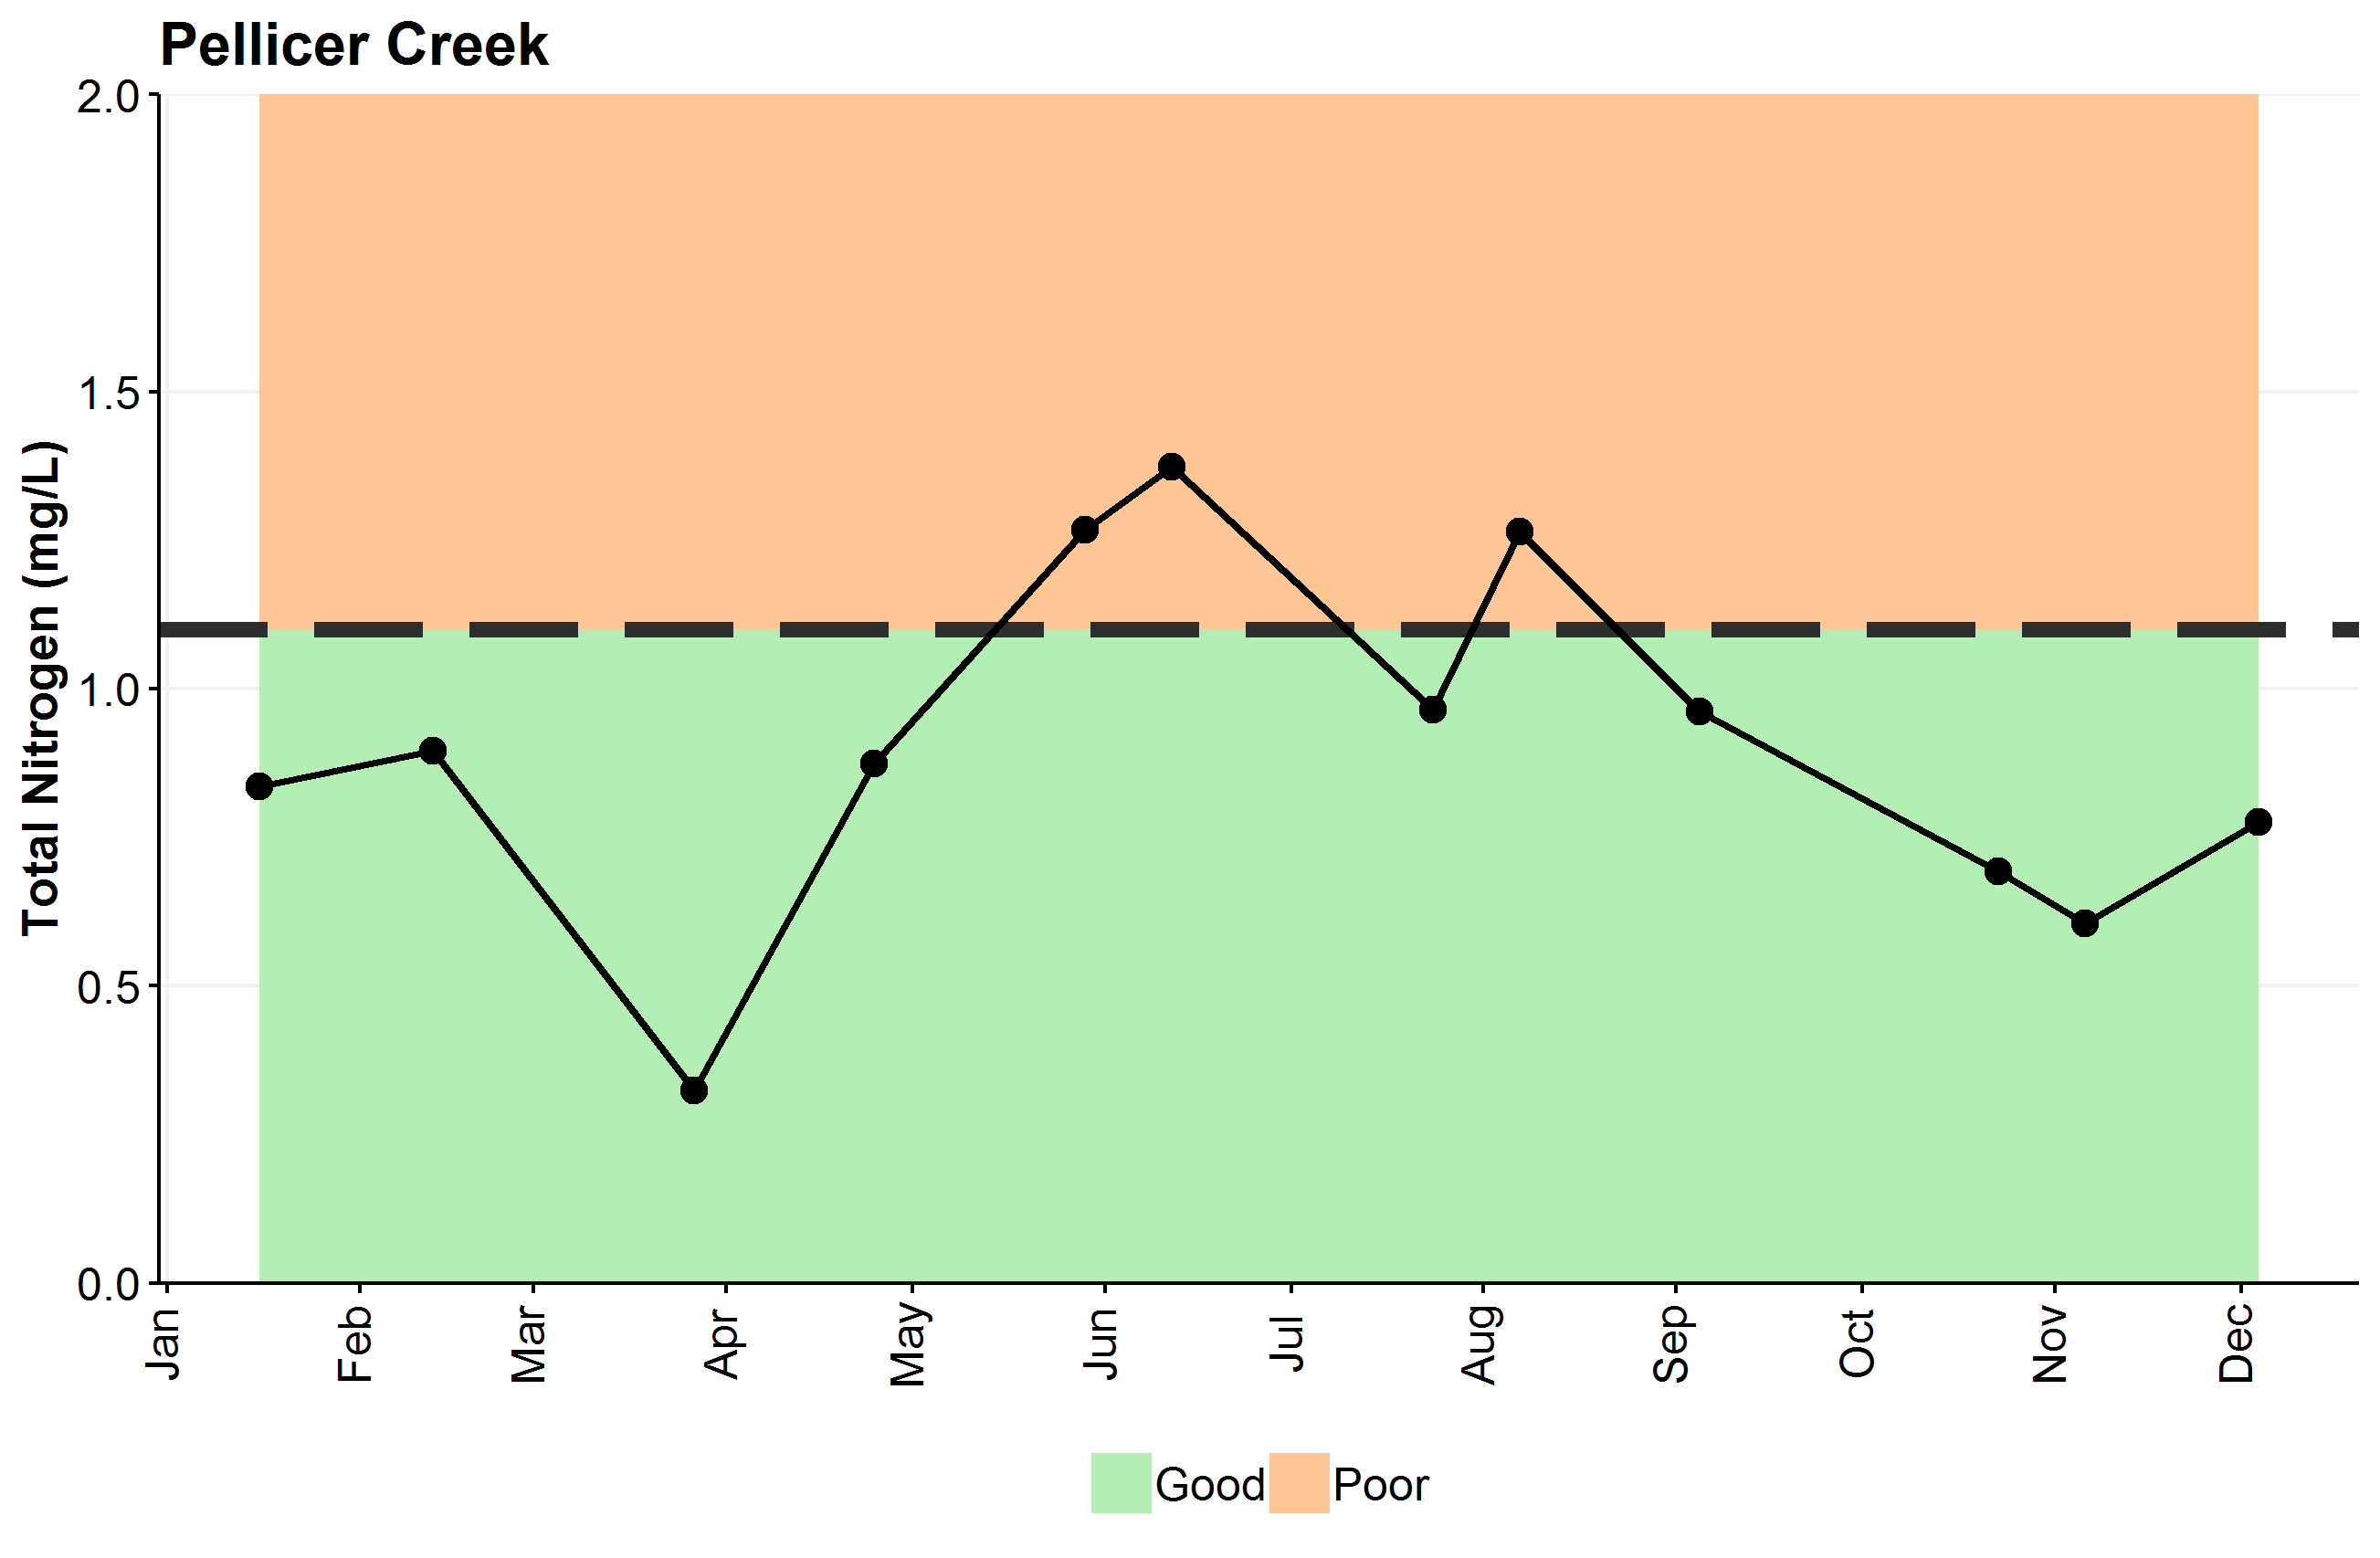 Pellicer Creek
Total Nitrogen (mg/L)
2.0
1.5
1.0
0.5
0.0
Jan Feb Mar Apr May Jun Jul Aug Sep Oct Nov Dec
Good Poor